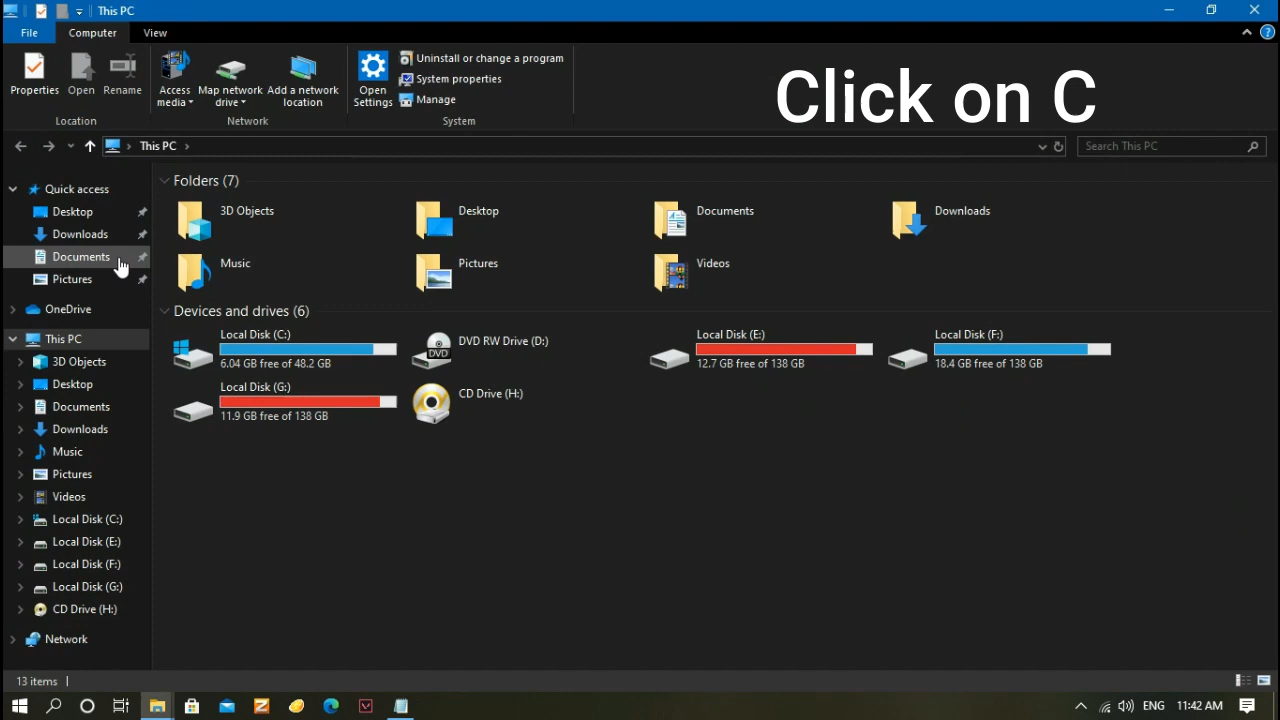 This PC
File
Computer
View
Properties
Open
Rename
Access media
Map network drive
Add a network location
Open Settings
Uninstall or change a program
System properties
Manage
Location
Network
System
Click on C
This PC
Search This PC
Quick access
Desktop
Downloads
Documents
Pictures
OneDrive
This PC
3D Objects
Desktop
Documents
Downloads
Music
Pictures
Videos
Local Disk (C:)
Local Disk (E:)
Local Disk (F:)
Local Disk (G:)
CD Drive (H:)
Network
Folders (7)
3D Objects
Desktop
Documents
Downloads
Music
Pictures
Videos
Devices and drives (6)
Local Disk (C:)
6.04 GB free of 48.2 GB
DVD RW Drive (D:)
DVD
Local Disk (E:)
12.7 GB free of 138 GB
Local Disk (F:)
18.4 GB free of 138 GB
Local Disk (G:)
11.9 GB free of 138 GB
CD Drive (H:)
13 items
ENG
11:42 AM